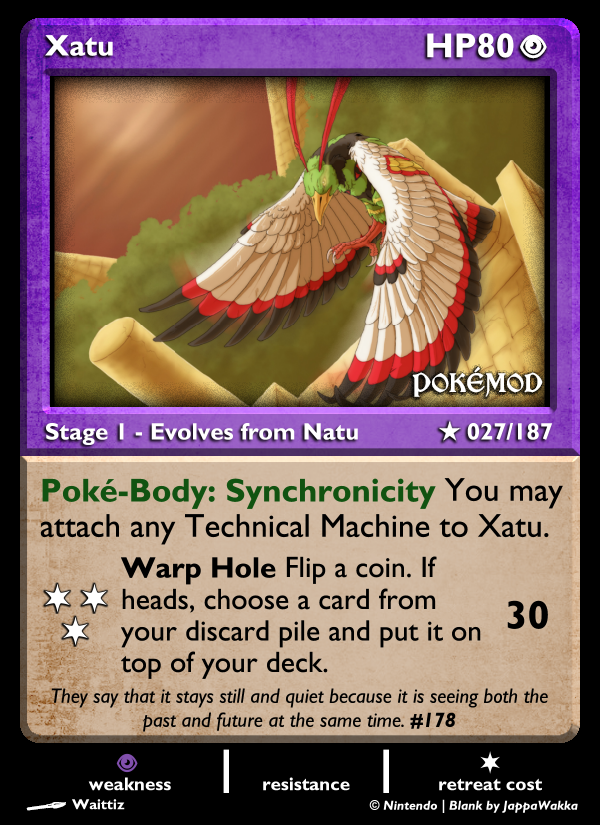 Xatu HP80
POKÉMOD
Stage 1 - Evolves from Natu ★ 027/187
Poké-Body: Synchronicity You may
attach any Technical Machine to Xatu.
Warp Hole Flip a coin. If
heads, choose a card from
your discard pile and put it on
top of your deck.
30
They say that it stays still and quiet because it is seeing both the
past and future at the same time. #178
weakness resistance retreat cost
Waittiz © Nintendo | Blank by JappaWakka